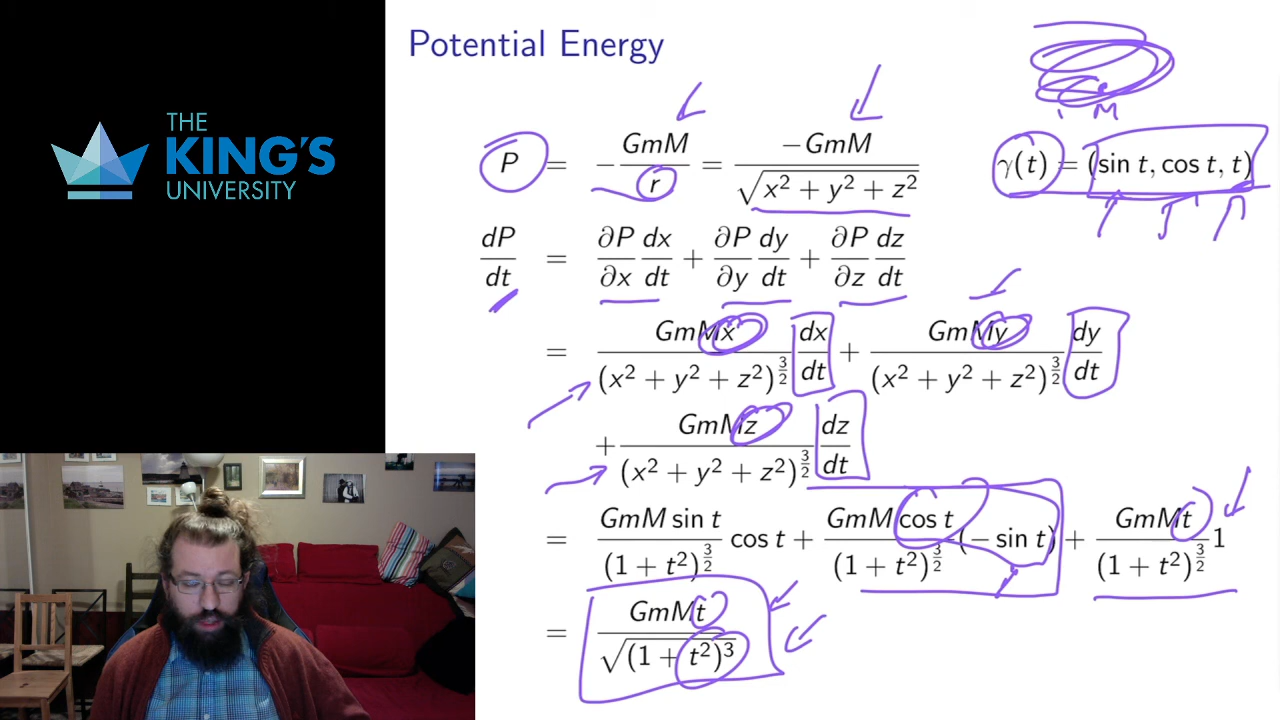 THE
KING'S
UNIVERSITY
Potential Energy
M
P = −GmM/r = −GmM/√(x² + y² + z²)
γ(t) = (sin t, cos t, t)
dP/dt = ∂P/∂x dx/dt + ∂P/∂y dy/dt + ∂P/∂z dz/dt
= GmMx/(x² + y² + z²)^(3/2) dx/dt + GmMy/(x² + y² + z²)^(3/2) dy/dt
+ GmMz/(x² + y² + z²)^(3/2) dz/dt
= GmM sin t/(1 + t²)^(3/2) cos t + GmM cos t/(1 + t²)^(3/2) (− sin t) + GmMt/(1 + t²)^(3/2) 1
= GmMt/√((1 + t²)³)